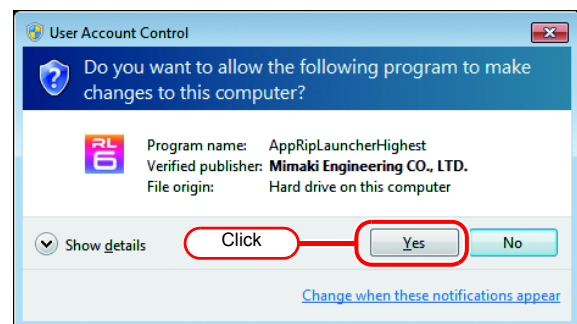 User Account Control
Do you want to allow the following program to make
changes to this computer?
RL
6
Program name: AppRipLauncherHighest
Verified publisher: Mimaki Engineering CO., LTD.
File origin: Hard drive on this computer
Show details
Click
Yes
No
Change when these notifications appear